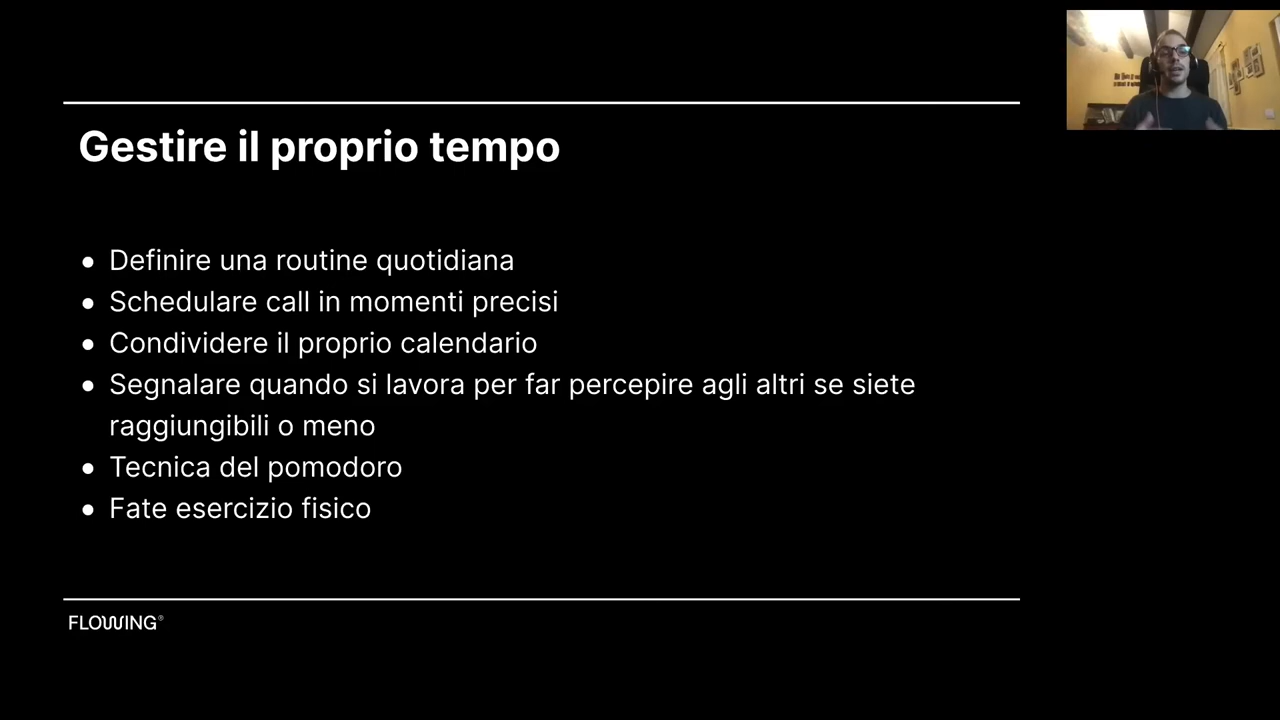 Gestire il proprio tempo
● Definire una routine quotidiana
● Schedulare call in momenti precisi
● Condividere il proprio calendario
● Segnalare quando si lavora per far percepire agli altri se siete
raggiungibili o meno
● Tecnica del pomodoro
● Fate esercizio fisico
FLOWING®